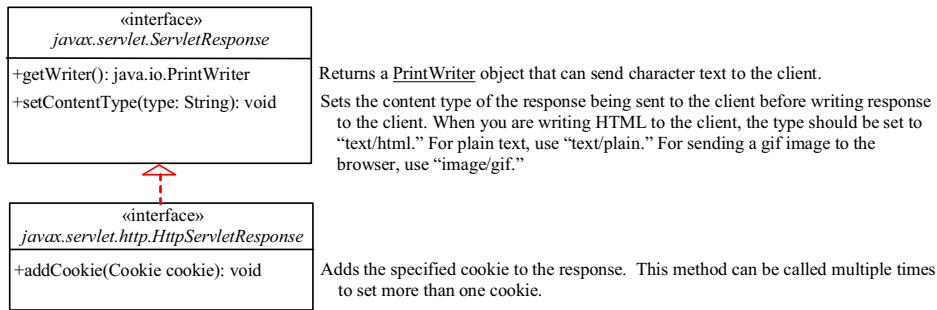 «interface»
javax.servlet.ServletResponse
+getWriter(): java.io.PrintWriter
Returns a PrintWriter object that can send character text to the client.
+setContentType(type: String): void
Sets the content type of the response being sent to the client before writing response
to the client. When you are writing HTML to the client, the type should be set to
“text/html.” For plain text, use “text/plain.” For sending a gif image to the
browser, use “image/gif.”
«interface»
javax.servlet.http.HttpServletResponse
+addCookie(Cookie cookie): void
Adds the specified cookie to the response. This method can be called multiple times
to set more than one cookie.